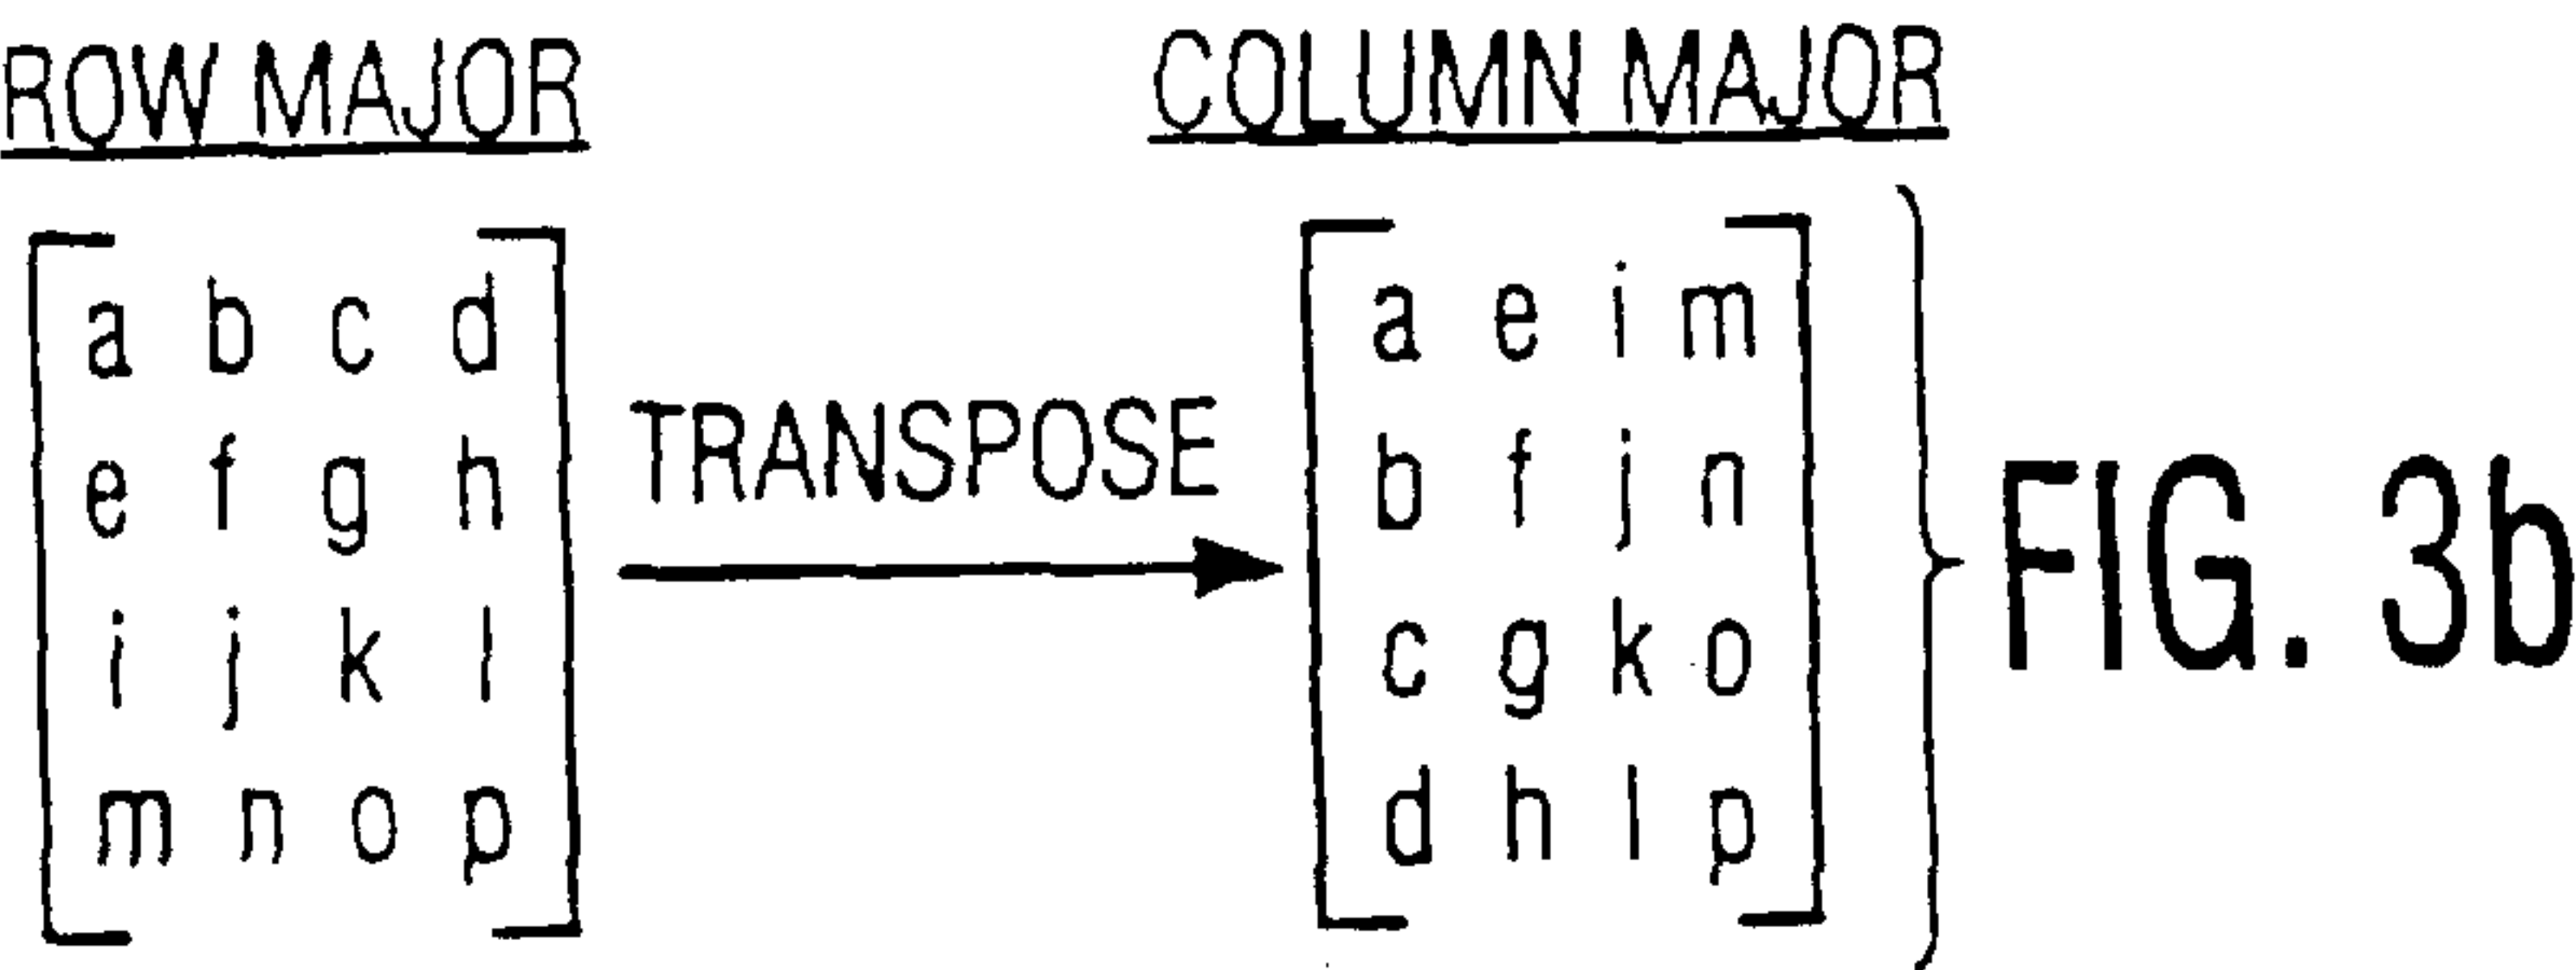 ROW MAJOR
COLUMN MAJOR
a b c d
e f g h
i j k l
m n o p
TRANSPOSE
a e i m
b f j n
c g k o
d h l p
FIG. 3b